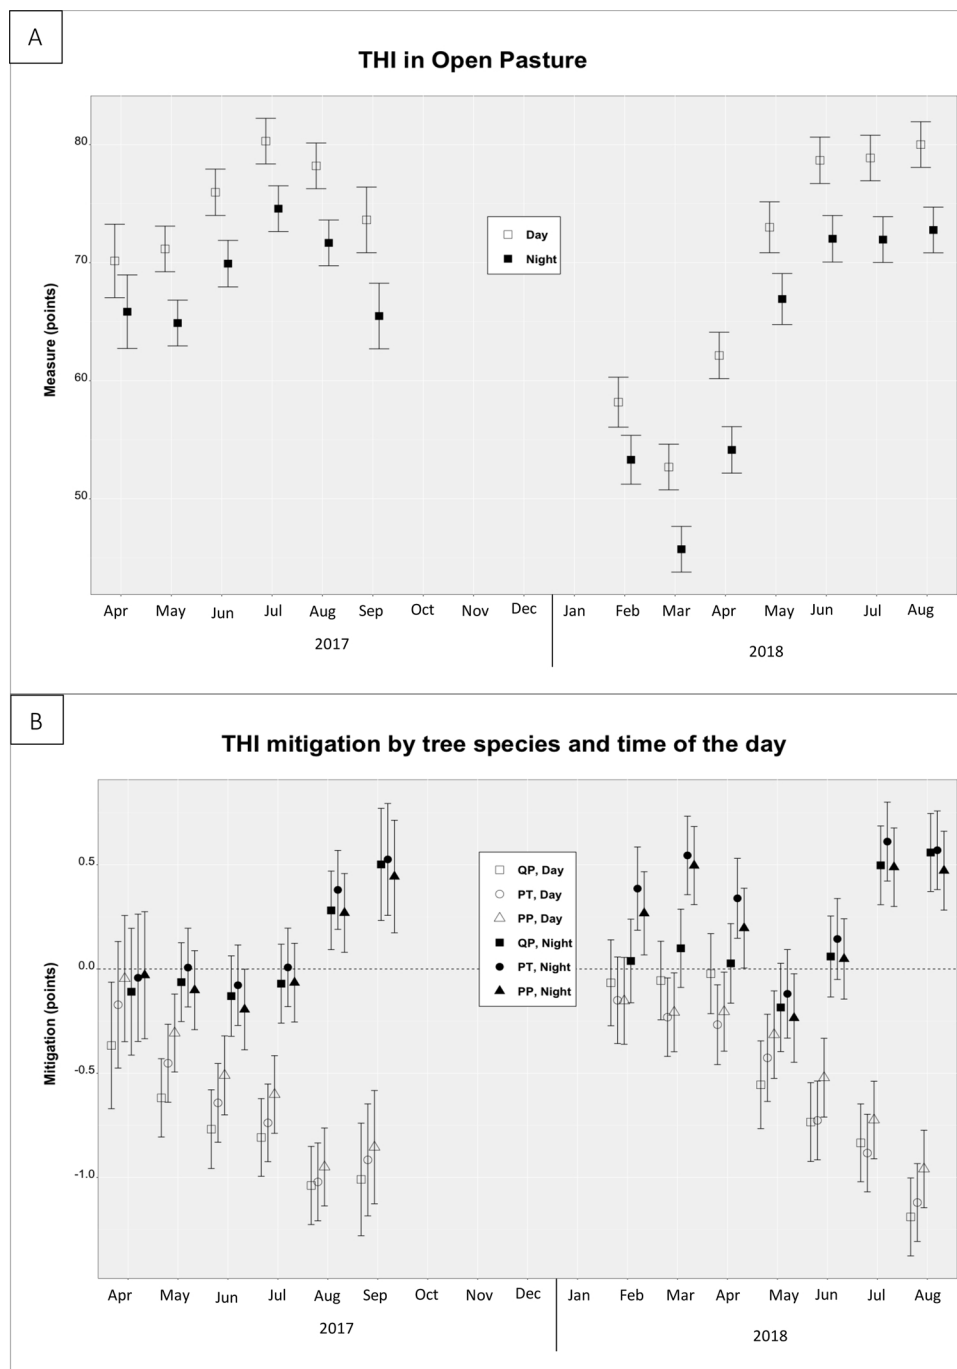 A
THI in Open Pasture
Measure (points)
80
70
60
50
Day
Night
Apr May Jun Jul Aug Sep Oct Nov Dec Jan Feb Mar Apr May Jun Jul Aug
2017 2018
B
THI mitigation by tree species and time of the day
Mitigation (points)
0.5
0.0
-0.5
-1.0
QP, Day
PT, Day
PP, Day
QP, Night
PT, Night
PP, Night
Apr May Jun Jul Aug Sep Oct Nov Dec Jan Feb Mar Apr May Jun Jul Aug
2017 2018